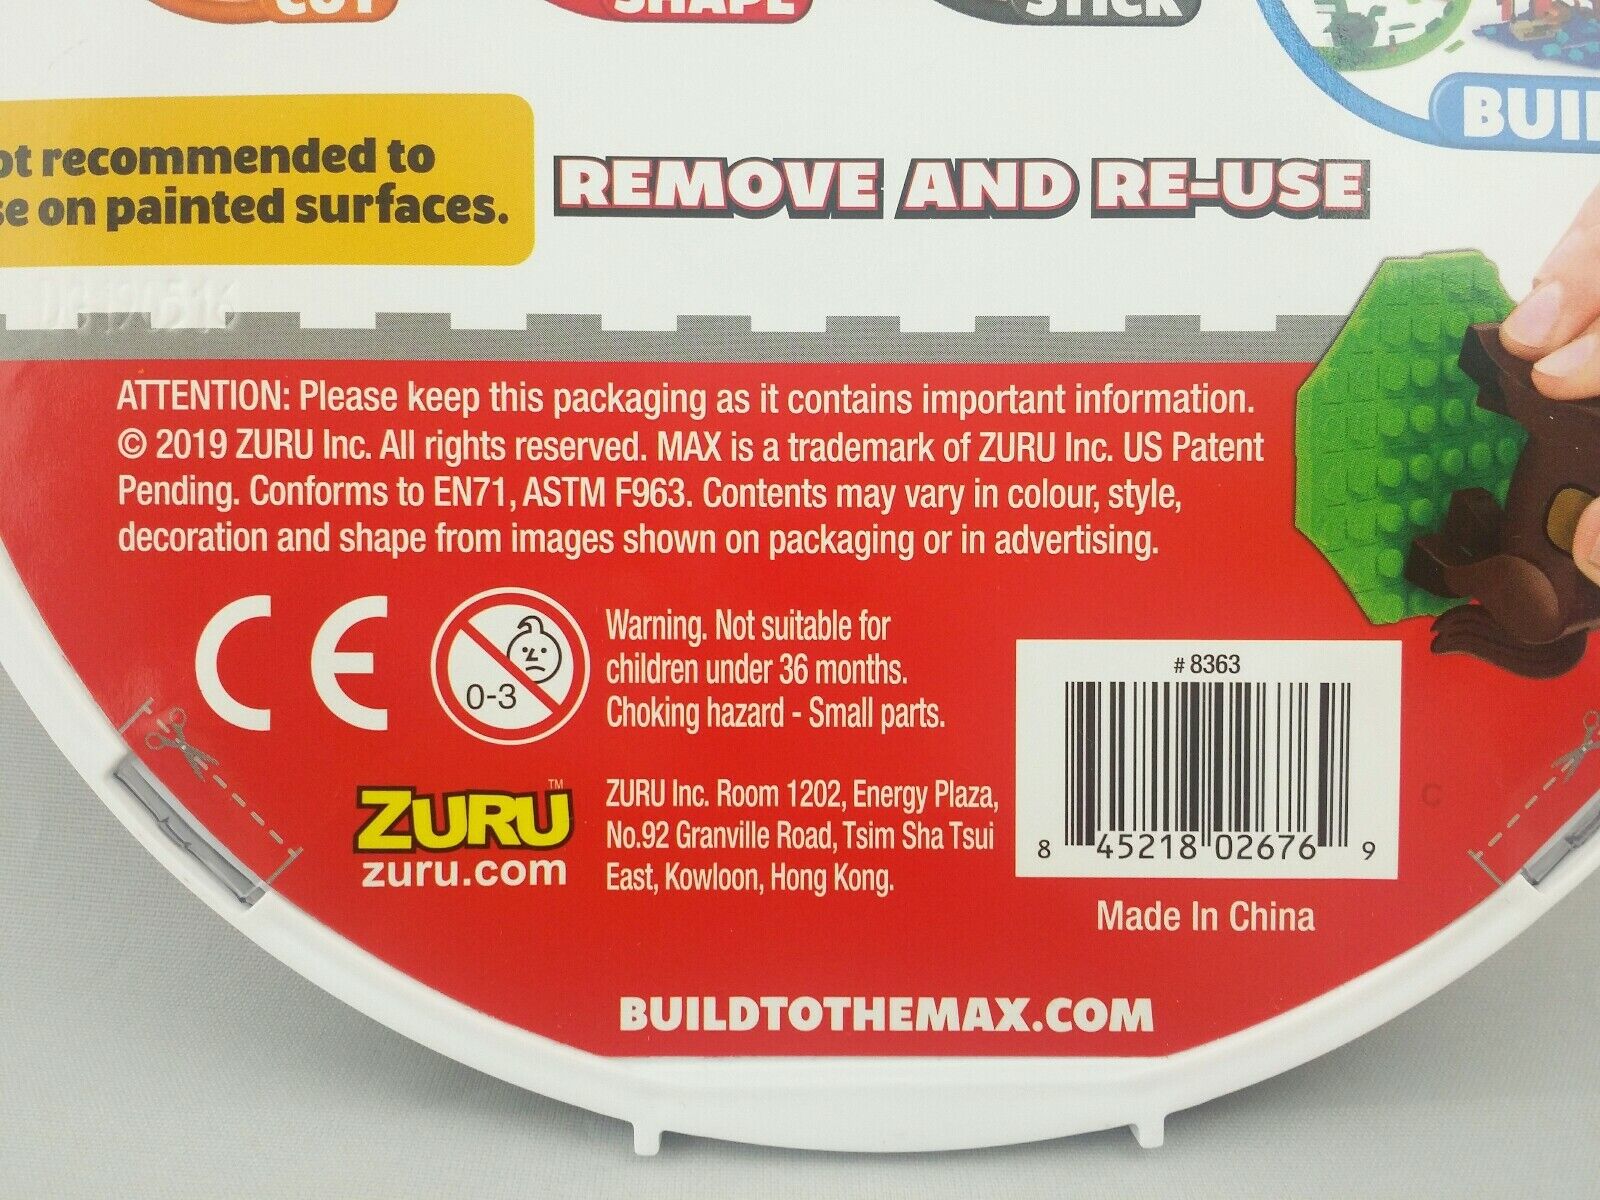 CUT
SHAPE
STICK
BUI
recommended to
on painted surfaces.
REMOVE AND RE-USE
ATTENTION: Please keep this packaging as it contains important information.
© 2019 ZURU Inc. All rights reserved. MAX is a trademark of ZURU Inc. US Patent
Pending. Conforms to EN71, ASTM F963. Contents may vary in colour, style,
decoration and shape from images shown on packaging or in advertising.
CE
0-3
Warning. Not suitable for
children under 36 months.
Choking hazard - Small parts.
# 8363
8 45218 02676 9
ZURU™
zuru.com
ZURU Inc. Room 1202, Energy Plaza,
No.92 Granville Road, Tsim Sha Tsui
East, Kowloon, Hong Kong.
Made In China
BUILDTOTHEMAX.COM